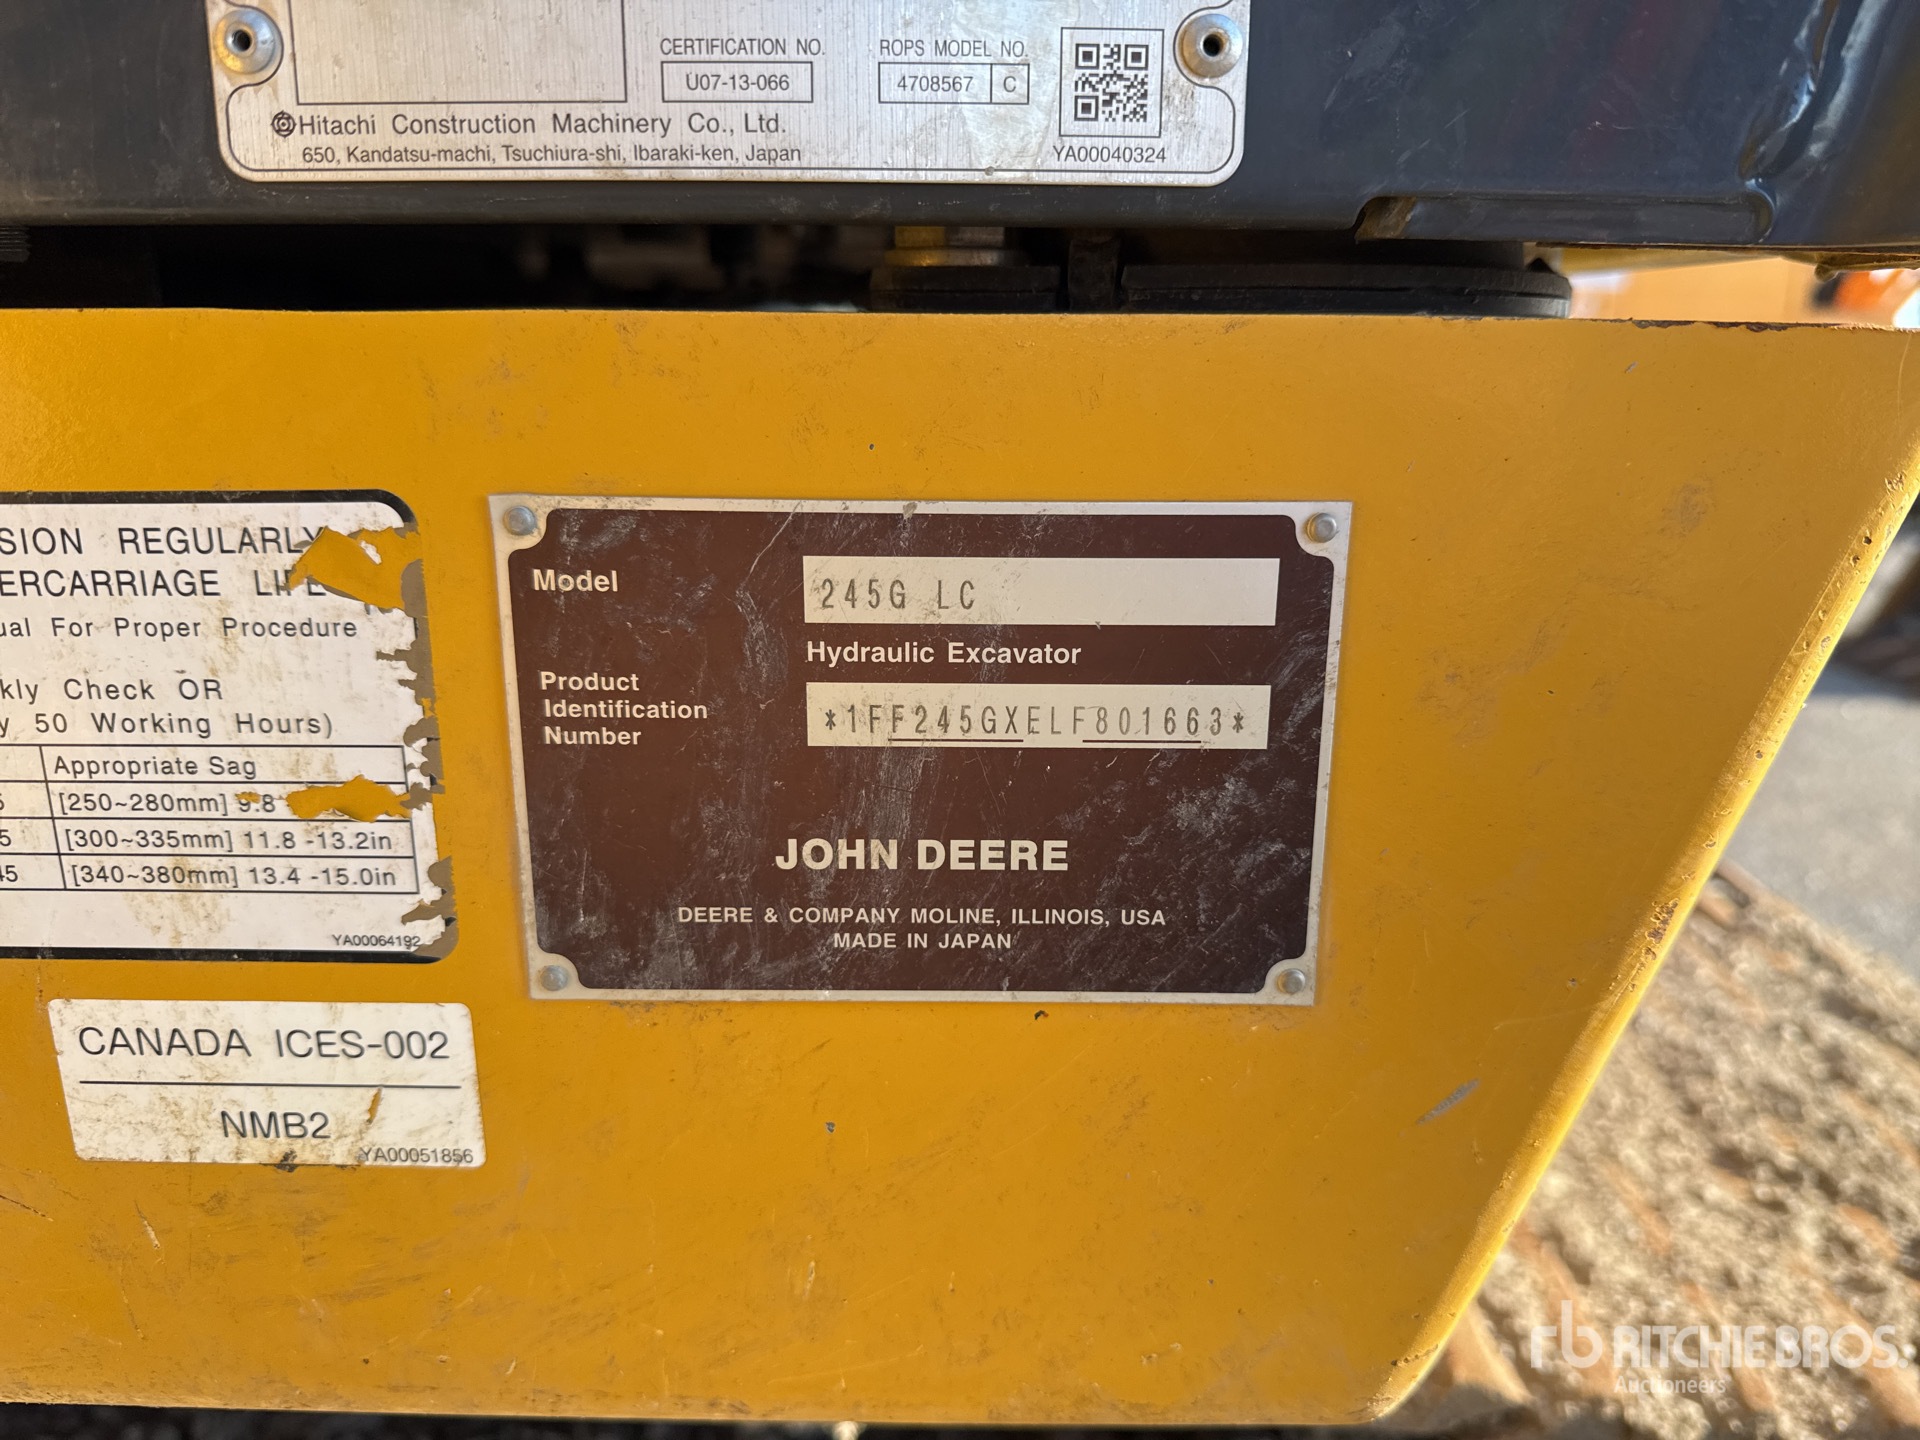 CERTIFICATION NO.
U07-13-066
ROPS MODEL NO.
4708567 C
Hitachi Construction Machinery Co., Ltd.
650, Kandatsu-machi, Tsuchiura-shi, Ibaraki-ken, Japan
YA00040324
SION REGULARLY
ERCARRIAGE LIFE
ual For Proper Procedure
kly Check OR
y 50 Working Hours)
Appropriate Sag
[250~280mm] 9.8
5 [300~335mm] 11.8 -13.2in
45 [340~380mm] 13.4 -15.0in
YA00064192
CANADA ICES-002
NMB2
YA00051856
Model
245G LC
Hydraulic Excavator
Product
Identification
Number
*1FF245GXELF801663*
JOHN DEERE
DEERE & COMPANY MOLINE, ILLINOIS, USA
MADE IN JAPAN
rb RITCHIE BROS.
Auctioneers